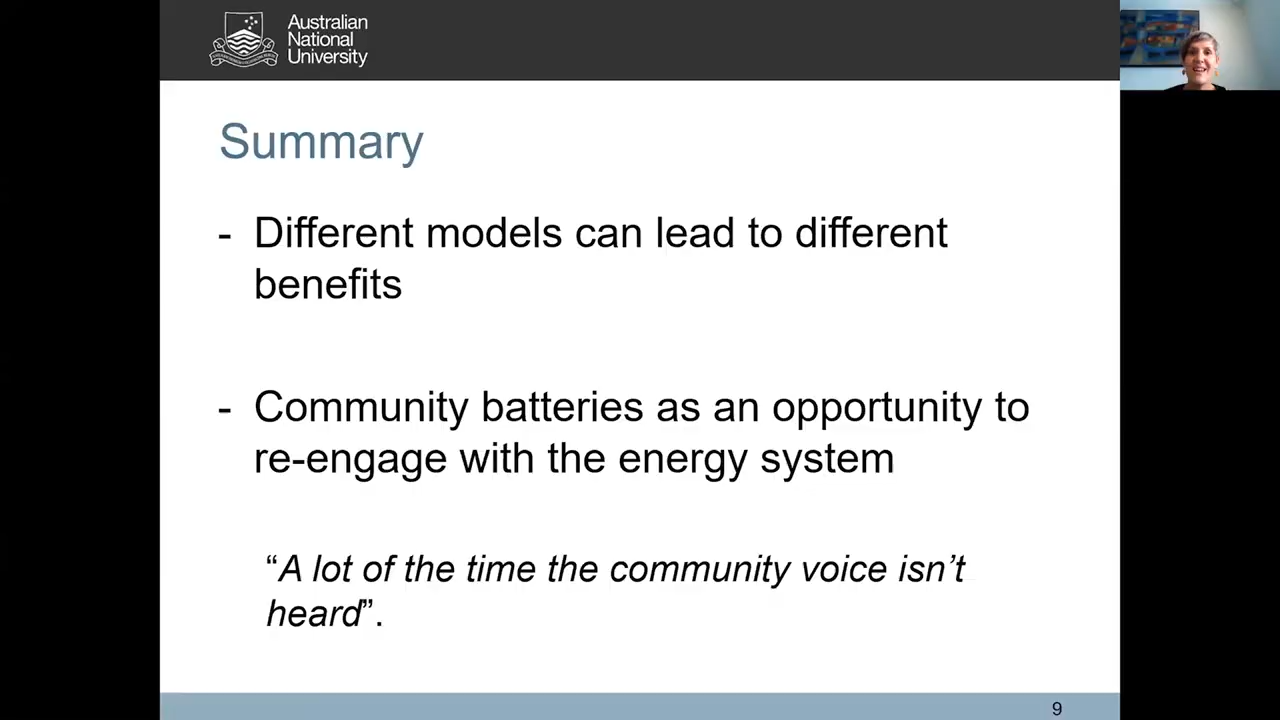 Australian
National
University
Summary
- Different models can lead to different
benefits
- Community batteries as an opportunity to
re-engage with the energy system
“A lot of the time the community voice isn’t
heard”.
9